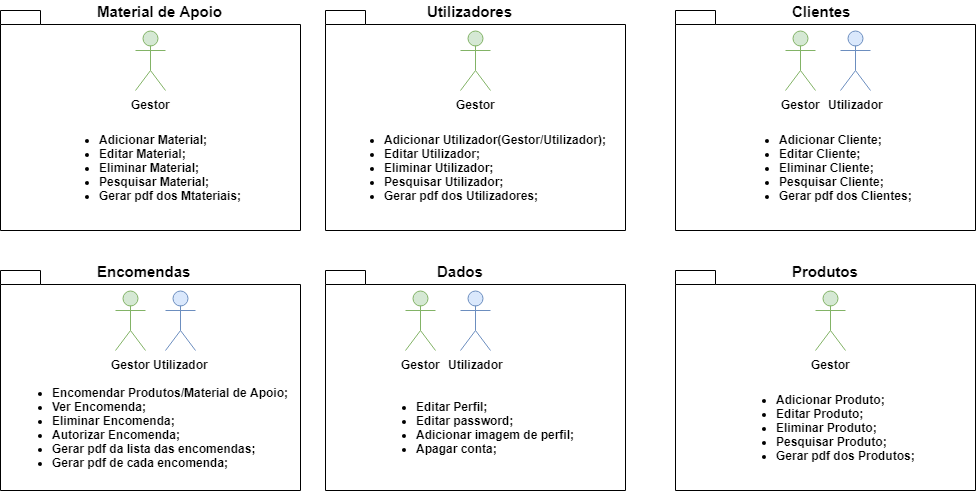 Material de Apoio
Gestor
Adicionar Material;
Editar Material;
Eliminar Material;
Pesquisar Material;
Gerar pdf dos Mtateriais;
Utilizadores
Gestor
Adicionar Utilizador(Gestor/Utilizador);
Editar Utilizador;
Eliminar Utilizador;
Pesquisar Utilizador;
Gerar pdf dos Utilizadores;
Clientes
Gestor Utilizador
Adicionar Cliente;
Editar Cliente;
Eliminar Cliente;
Pesquisar Cliente;
Gerar pdf dos Clientes;
Encomendas
Gestor Utilizador
Encomendar Produtos/Material de Apoio;
Ver Encomenda;
Eliminar Encomenda;
Autorizar Encomenda;
Gerar pdf da lista das encomendas;
Gerar pdf de cada encomenda;
Dados
Gestor Utilizador
Editar Perfil;
Editar password;
Adicionar imagem de perfil;
Apagar conta;
Produtos
Gestor
Adicionar Produto;
Editar Produto;
Eliminar Produto;
Pesquisar Produto;
Gerar pdf dos Produtos;